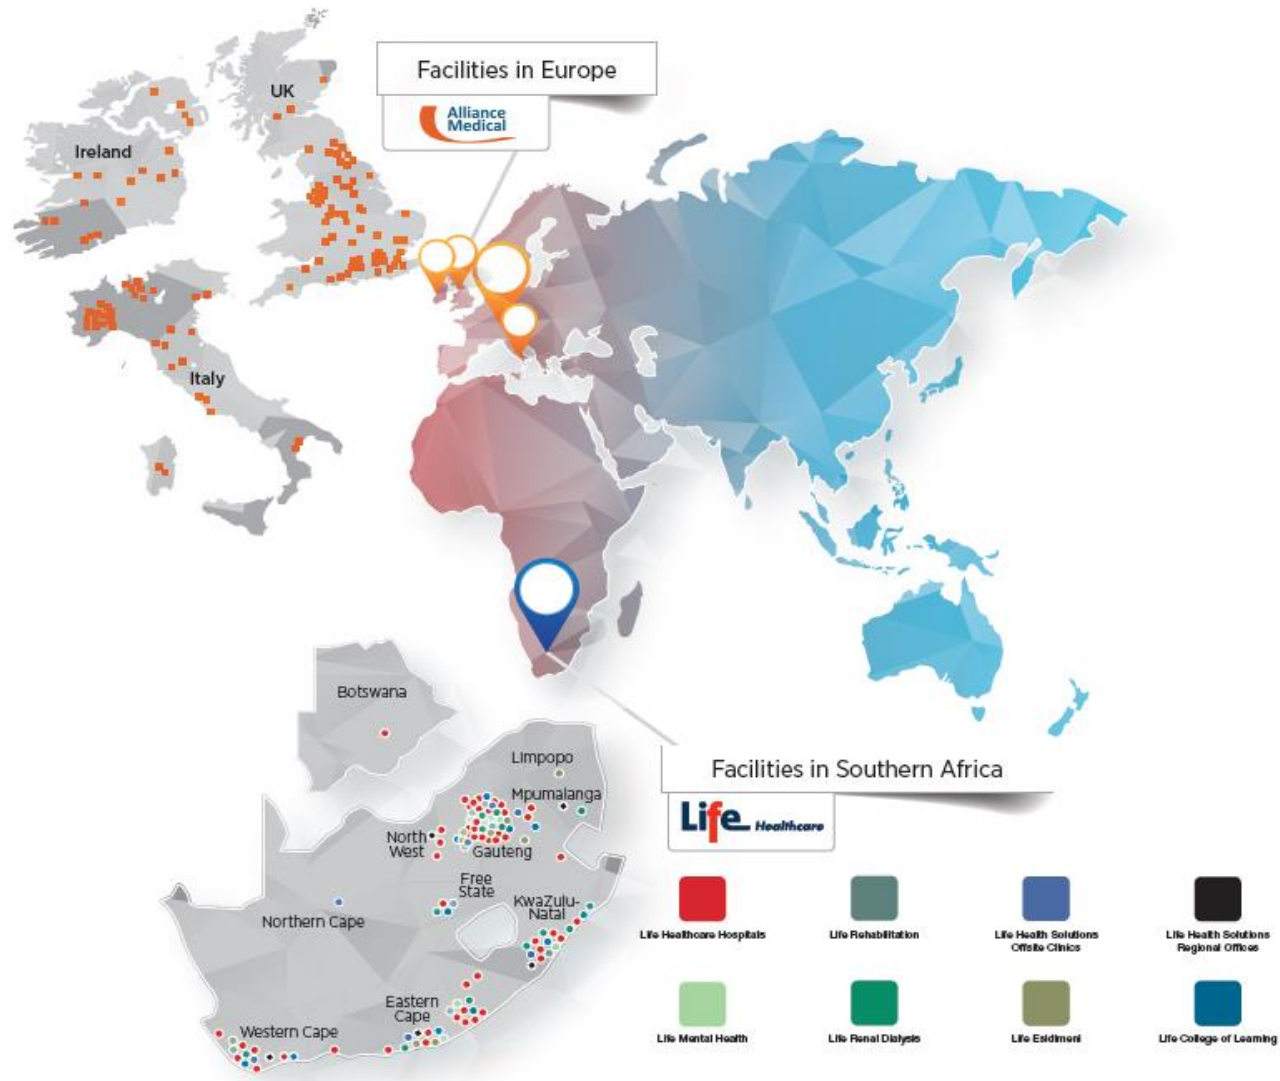 Facilities in Europe
Alliance
Medical
UK
Ireland
Italy
Botswana
Limpopo
Mpumalanga
North
West
Gauteng
Free
State
KwaZulu-
Natal
Northern Cape
Eastern
Cape
Western Cape
Facilities in Southern Africa
Life Healthcare
Life Healthcare Hospitals
Life Rehabilitation
Life Health Solutions
Offsite Clinics
Life Health Solutions
Regional Offices
Life Mental Health
Life Renal Dialysis
Life Esidimeni
Life College of Learning